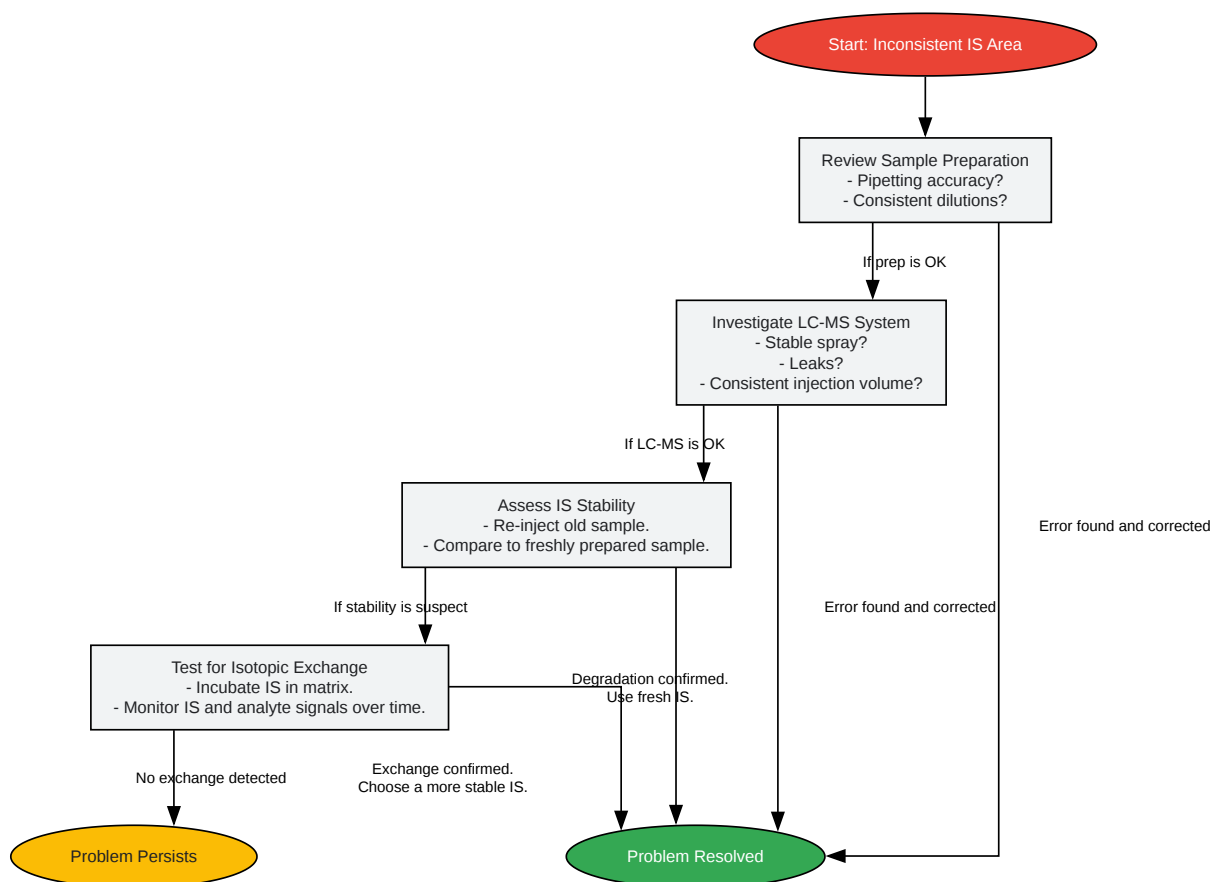 Start: Inconsistent IS Area
Review Sample Preparation
- Pipetting accuracy?
- Consistent dilutions?
If prep is OK
Investigate LC-MS System
- Stable spray?
- Leaks?
- Consistent injection volume?
If LC-MS is OK
Assess IS Stability
- Re-inject old sample.
- Compare to freshly prepared sample.
Error found and corrected
If stability is suspect
Error found and corrected
Test for Isotopic Exchange
- Incubate IS in matrix.
- Monitor IS and analyte signals over time.
Degradation confirmed.
Use fresh IS.
No exchange detected
Exchange confirmed.
Choose a more stable IS.
Problem Persists
Problem Resolved